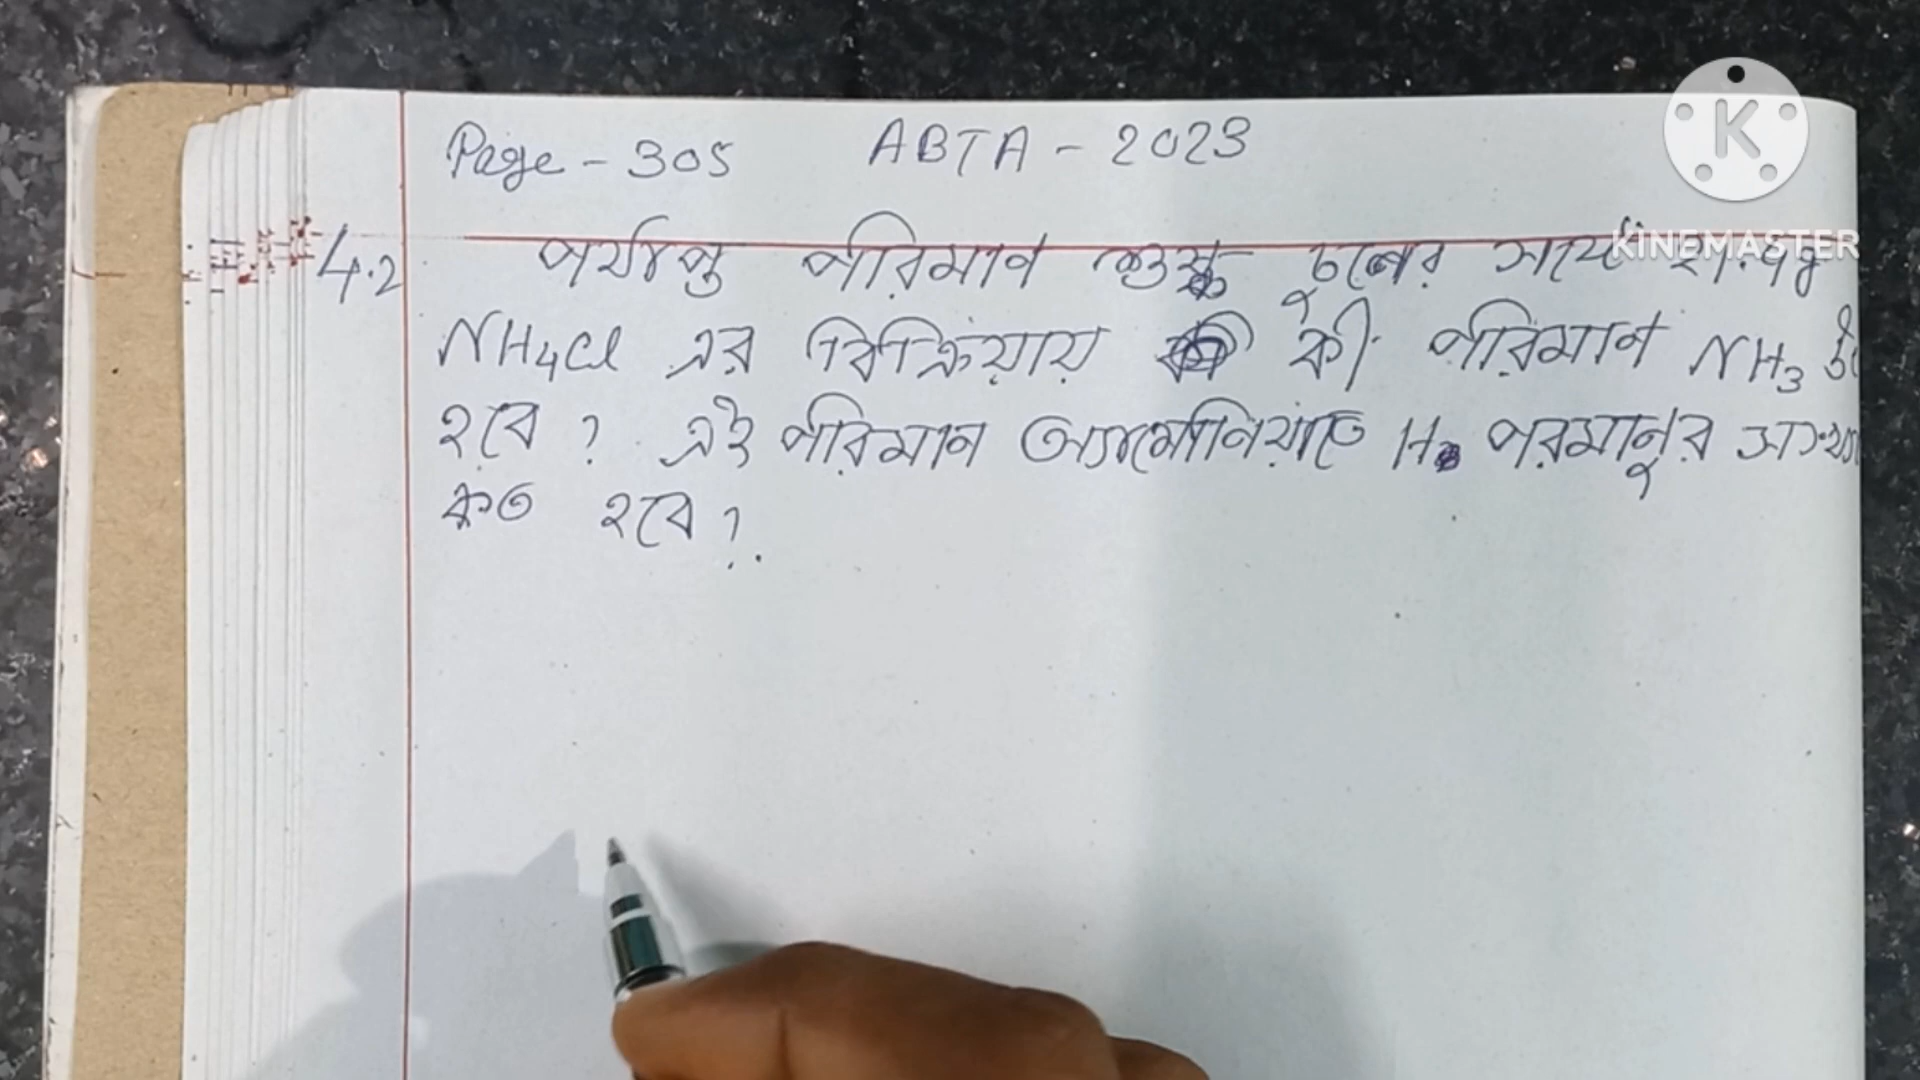 Page - 305 ABTA - 2023
K
KINEMASTER
4.2 পর্যাপ্ত পরিমাণ শুষ্ক চুনের সঙ্গে
NH4Cl এর বিক্রিয়ায় কী পরিমাণ NH3
হবে? এই পরিমান অ্যামোনিয়াতে H পরমানুর সংখ্যা
কত হবে?